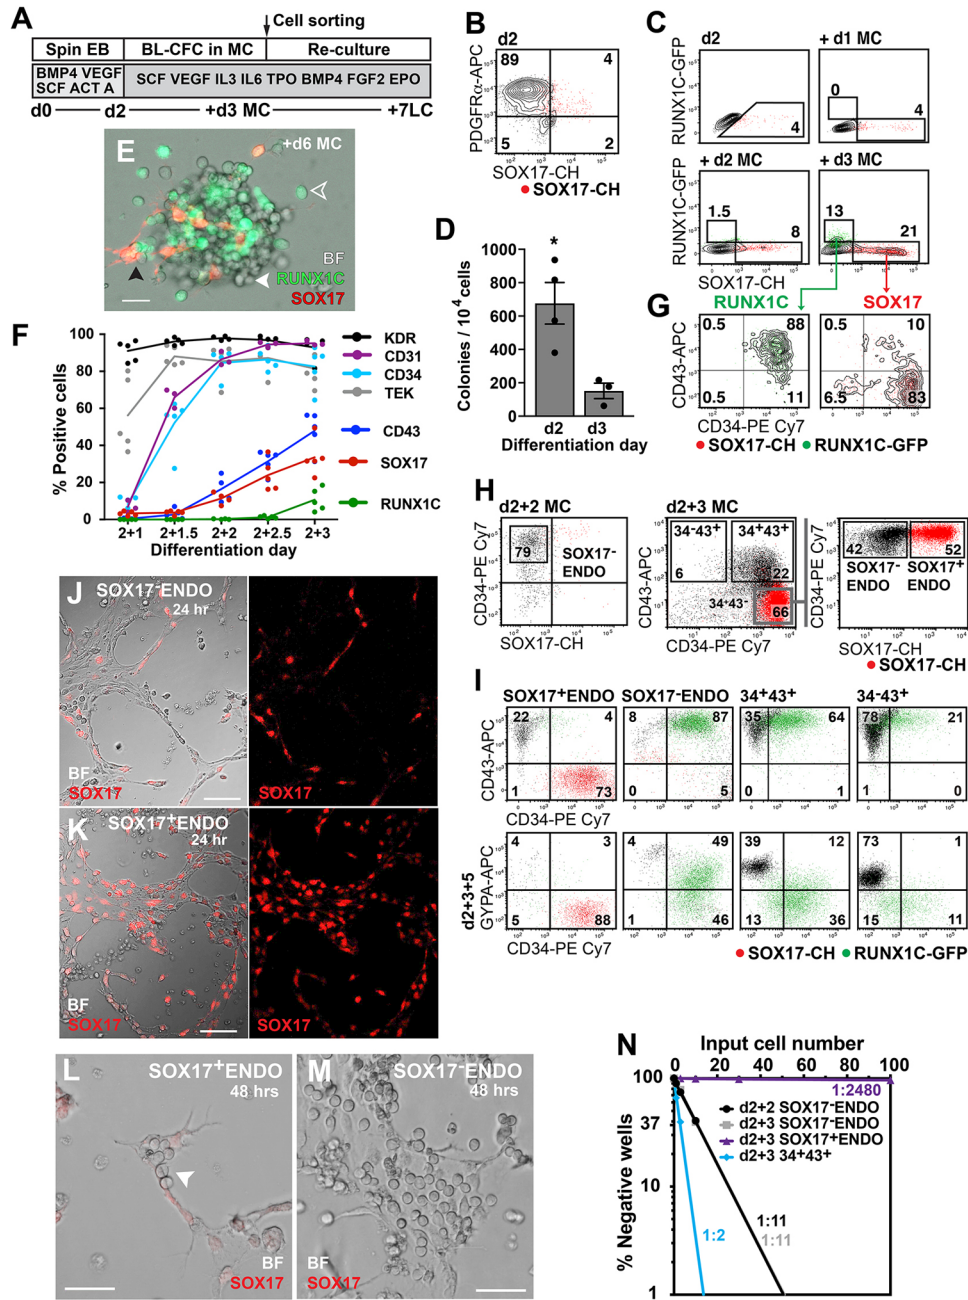 A
Cell sorting
Spin EB
BL-CFC in MC
Re-culture
BMP4 VEGF
SCF ACT A
SCF VEGF IL3 IL6 TPO BMP4 FGF2 EPO
d0
d2
+d3 MC
+7LC
B
d2
89
4
5
2
PDGFRα-APC
SOX17-CH
SOX17-CH
C
d2
+ d1 MC
4
0
4
+ d2 MC
+ d3 MC
1.5
8
13
21
RUNX1C-GFP
RUNX1C-GFP
SOX17-CH
E
+d6 MC
BF
RUNX1C
SOX17
D
*
Colonies / 10⁴ cells
1000
800
600
400
200
0
d2
d3
Differentiation day
G
RUNX1C
SOX17
0.5
88
0.5
.11
0.5
10
6.5
83
CD43-APC
CD34-PE Cy7
SOX17-CH
RUNX1C-GFP
F
% Positive cells
100
80
60
40
20
0
2+1
2+1.5
2+2
2+2.5
2+3
Differentiation day
KDR
CD31
CD34
TEK
CD43
SOX17
RUNX1C
H
d2+2 MC
79
SOX17-
ENDO
CD34-PE Cy7
SOX17-CH
d2+3 MC
34-43+
34+43+
6
22
34+43-
66
CD43-APC
CD34-PE Cy7
42
52
SOX17-
ENDO
SOX17+
ENDO
CD34-PE Cy7
SOX17-CH
SOX17-CH
I
SOX17+ENDO
SOX17-ENDO
34+43+
34-43+
22
4
1
73
8
87
0
5
35
64
0
1
78
21
1
0
CD43-APC
CD34-PE Cy7
4
3
5
88
4
49
1
46
39
12
13
36
73
1
15
11
d2+3+5
GYPA-APC
CD34-PE Cy7
SOX17-CH
RUNX1C-GFP
J
SOX17-ENDO
24 hr
BF
SOX17
SOX17
K
SOX17+ENDO
24 hr
BF
SOX17
SOX17
L
SOX17+ENDO
48 hrs
BF
SOX17
M
SOX17-ENDO
48 hrs
BF
SOX17
N
Input cell number
0
20
40
60
80
100
% Negative wells
100
37
10
1
1:2480
d2+2 SOX17-ENDO
d2+3 SOX17-ENDO
d2+3 SOX17+ENDO
d2+3 34+43+
1:2
1:11
1:11